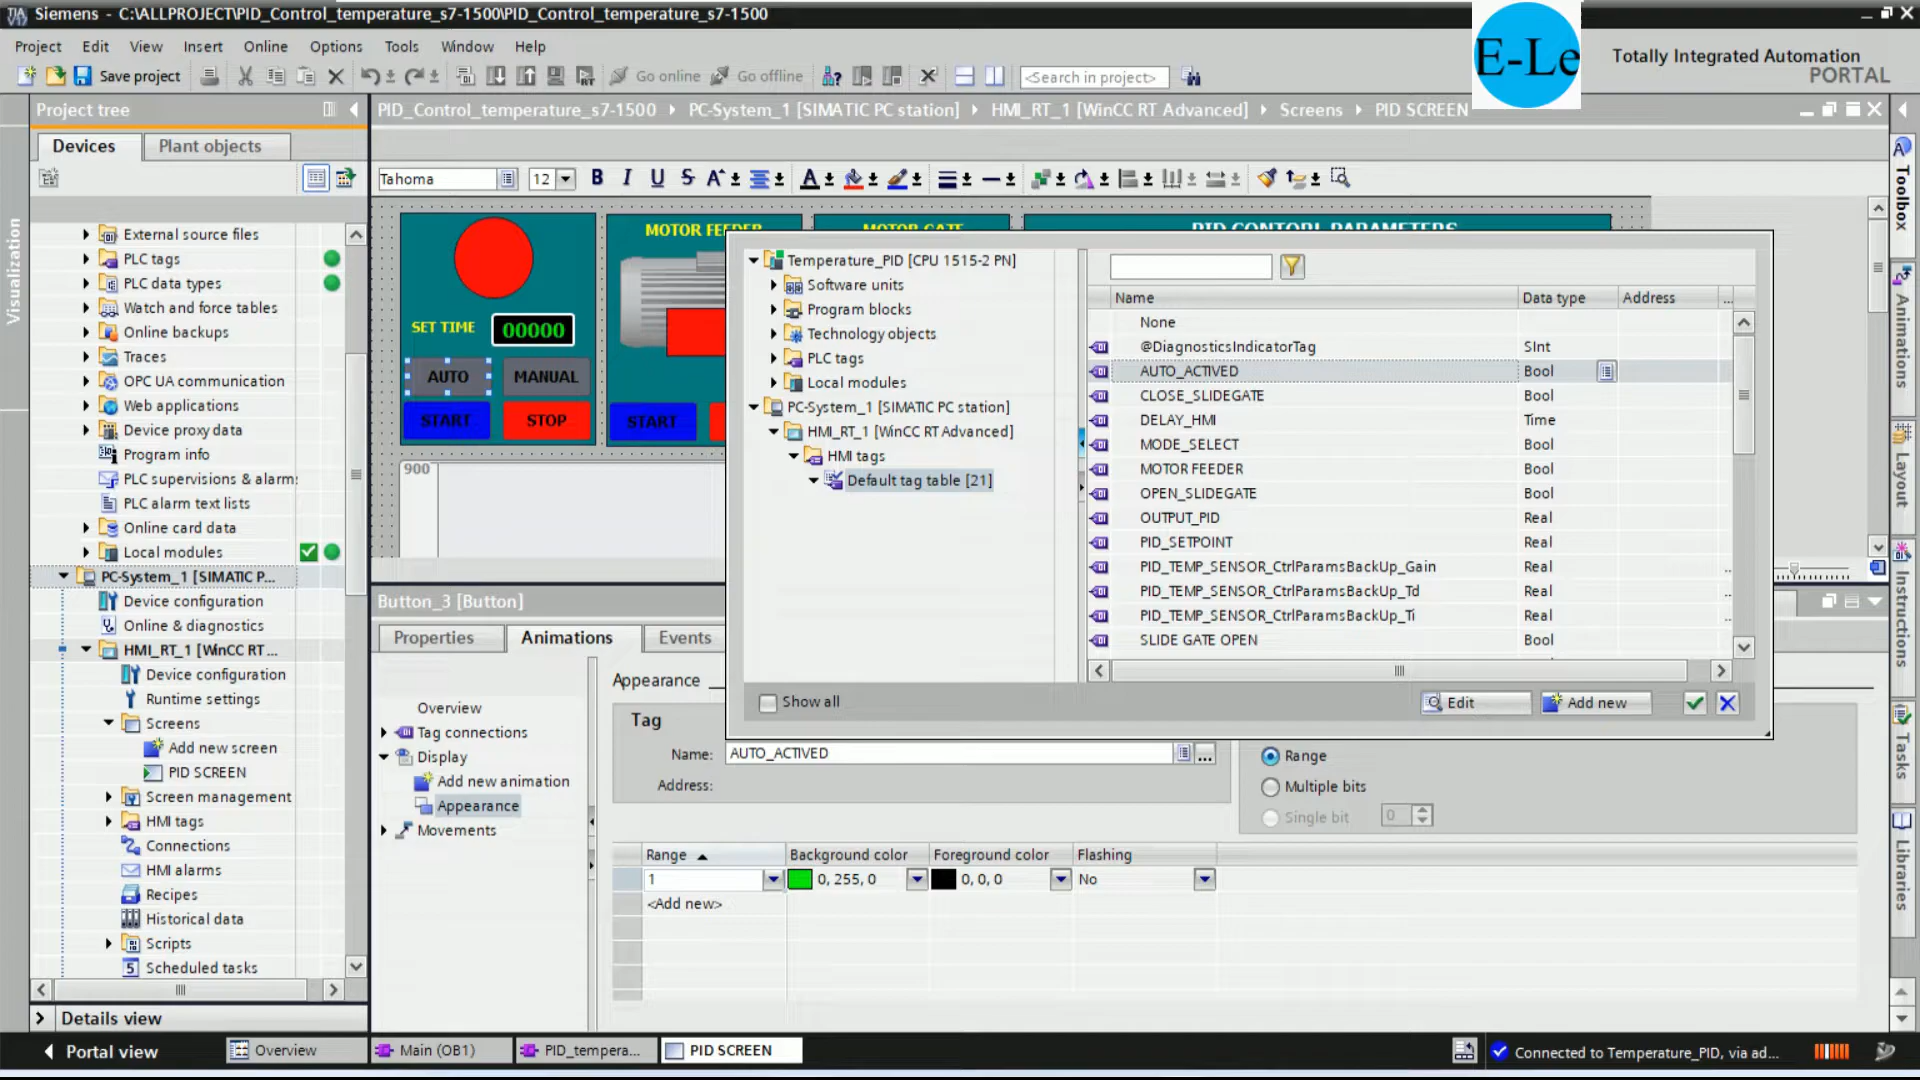 Siemens - C:\ALLPROJECT\PID_Control_temperature_s7-1500\PID_Control_temperature_s7-1500
Project Edit View Insert Online Options Tools Window Help
E-Le
Totally Integrated Automation
PORTAL
Save project
Go online
Go offline
<Search in project>
Project tree
PID_Control_temperature_s7-1500 PC-System_1 [SIMATIC PC station] HMI_RT_1 [WinCC RT Advanced] Screens PID SCREEN
Devices
Plant objects
Tahoma
12
B I U S
Visualization
External source files
PLC tags
PLC data types
Watch and force tables
Online backups
Traces
OPC UA communication
Web applications
Device proxy data
Program info
PLC supervisions & alarms
PLC alarm text lists
Online card data
Local modules
PC-System_1 [SIMATIC P...
Device configuration
Online & diagnostics
HMI_RT_1 [WinCC RT ...
Device configuration
Runtime settings
Screens
Add new screen
PID SCREEN
Screen management
HMI tags
Connections
HMI alarms
Recipes
Historical data
Scripts
Scheduled tasks
Details view
MOTOR FEEDER
MOTOR GATE
PID CONTORL PARAMETERS
SET TIME
00000
AUTO
MANUAL
START
STOP
START
900
Temperature_PID [CPU 1515-2 PN]
Software units
Program blocks
Technology objects
PLC tags
Local modules
PC-System_1 [SIMATIC PC station]
HMI_RT_1 [WinCC RT Advanced]
HMI tags
Default tag table [21]
Name Data type Address ...
None
@DiagnosticsIndicatorTag SInt
AUTO_ACTIVED Bool
CLOSE_SLIDEGATE Bool
DELAY_HMI Time
MODE_SELECT Bool
MOTOR FEEDER Bool
OPEN_SLIDEGATE Bool
OUTPUT_PID Real
PID_SETPOINT Real
PID_TEMP_SENSOR_CtrlParamsBackUp_Gain Real ..
PID_TEMP_SENSOR_CtrlParamsBackUp_Td Real ..
PID_TEMP_SENSOR_CtrlParamsBackUp_Ti Real ..
SLIDE GATE OPEN Bool
Show all
Edit
Add new
Button_3 [Button]
Properties
Animations
Events
Overview
Tag connections
Display
Add new animation
Appearance
Movements
Appearance
Tag
Name: AUTO_ACTIVED ...
Address:
Range
Multiple bits
Single bit 0
Range Background color Foreground color Flashing
1 0, 255, 0 0, 0, 0 No
<Add new>
Toolbox
Animations
Layout
Instructions
Tasks
Libraries
Portal view
Overview
Main (OB1)
PID_tempera...
PID SCREEN
Connected to Temperature_PID, via ad...